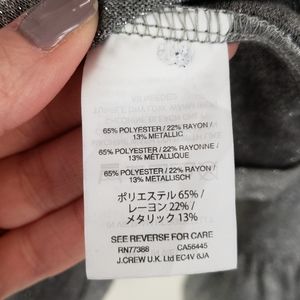 65% POLYESTER / 22% RAYON /
13% METALLIC
65% POLYESTER / 22% RAYONNE /
13% METALLIQUE
65% POLYESTER / 22% RAYON /
13% METALLISCH
ポリエステル 65% /
レーヨン 22% /
メタリック 13%
SEE REVERSE FOR CARE
RN77388 CA56445
J.CREW U.K. Ltd EC4V 6JA